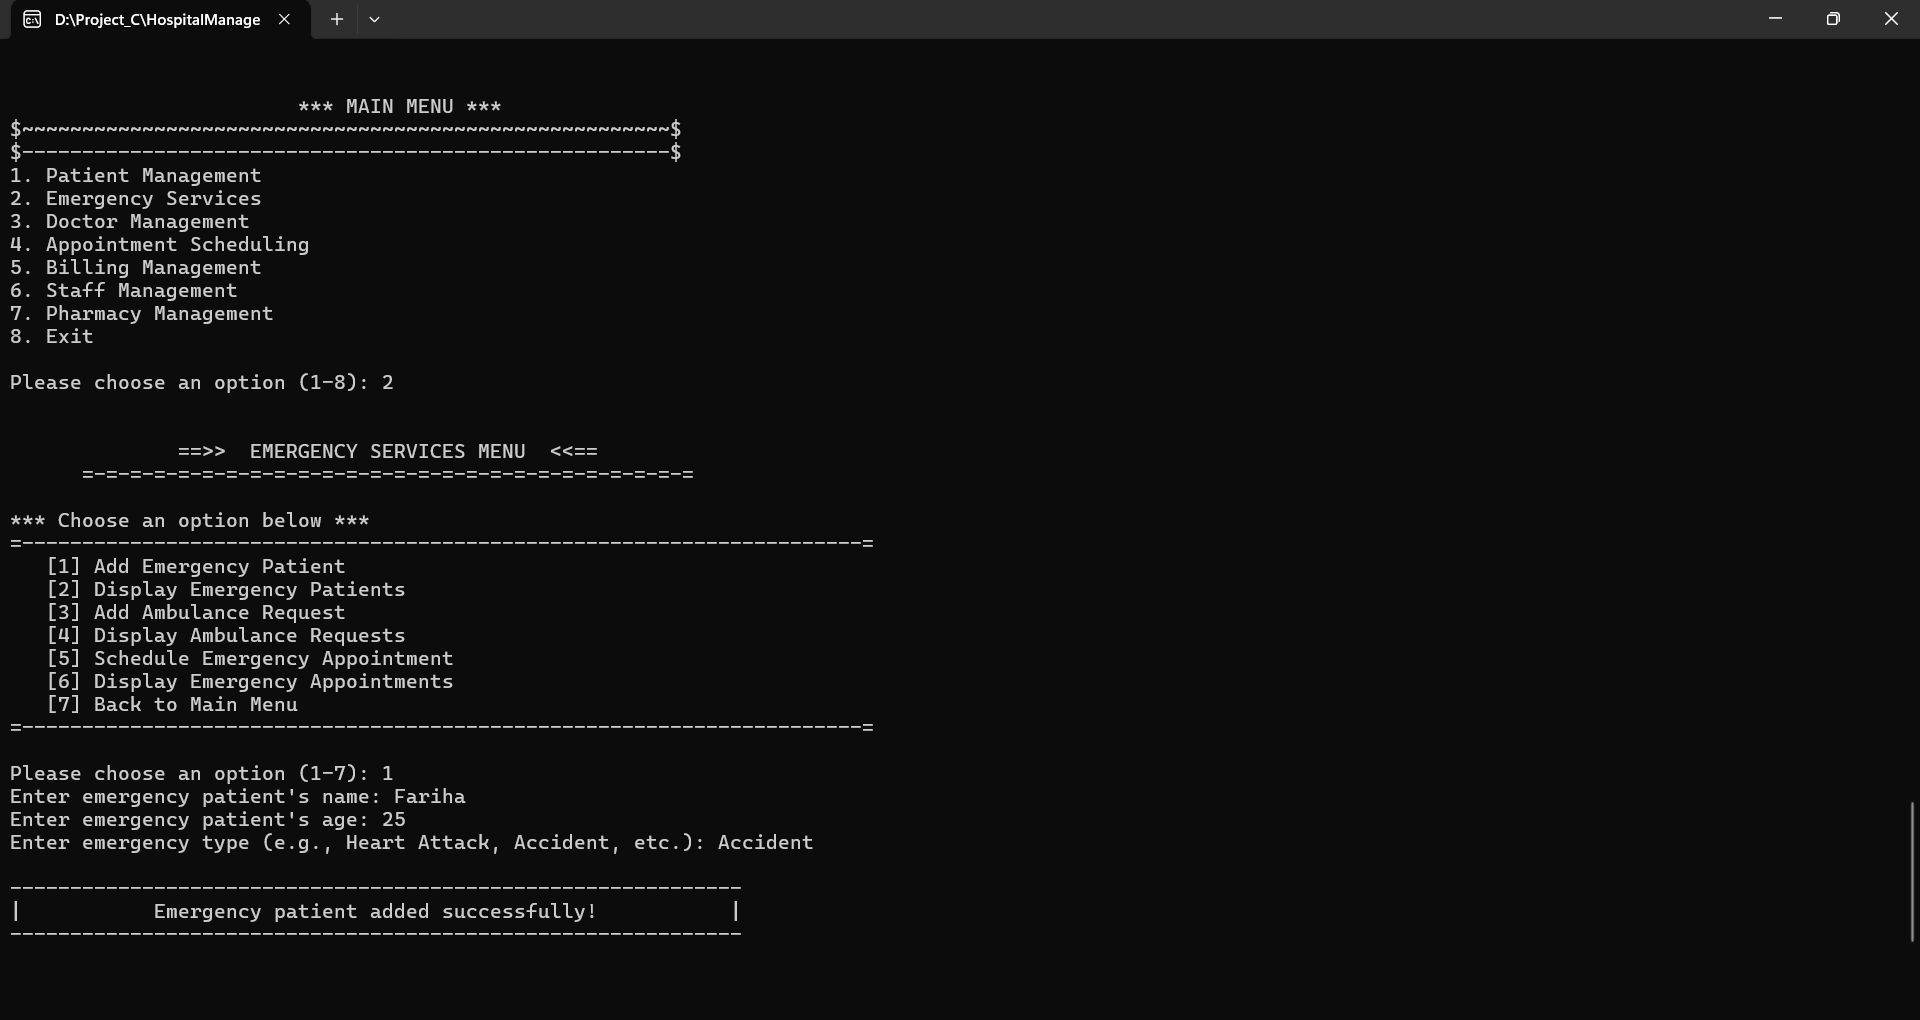 D:\Project_C\HospitalManage
*** MAIN MENU ***
$~~~~~~~~~~~~~~~~~~~~~~~~~~~~~~~~~~~~~~~~~~~~~~~~~~~~~~$
$------------------------------------------------------$
1. Patient Management
2. Emergency Services
3. Doctor Management
4. Appointment Scheduling
5. Billing Management
6. Staff Management
7. Pharmacy Management
8. Exit
Please choose an option (1-8): 2
==>>  EMERGENCY SERVICES MENU  <<==
=-=-=-=-=-=-=-=-=-=-=-=-=-=-=-=-=-=-=-=-=-=-=-=-=-=
*** Choose an option below ***
=----------------------------------------------------------------------=
[1] Add Emergency Patient
[2] Display Emergency Patients
[3] Add Ambulance Request
[4] Display Ambulance Requests
[5] Schedule Emergency Appointment
[6] Display Emergency Appointments
[7] Back to Main Menu
=----------------------------------------------------------------------=
Please choose an option (1-7): 1
Enter emergency patient's name: Fariha
Enter emergency patient's age: 25
Enter emergency type (e.g., Heart Attack, Accident, etc.): Accident
-------------------------------------------------------------
|           Emergency patient added successfully!           |
-------------------------------------------------------------